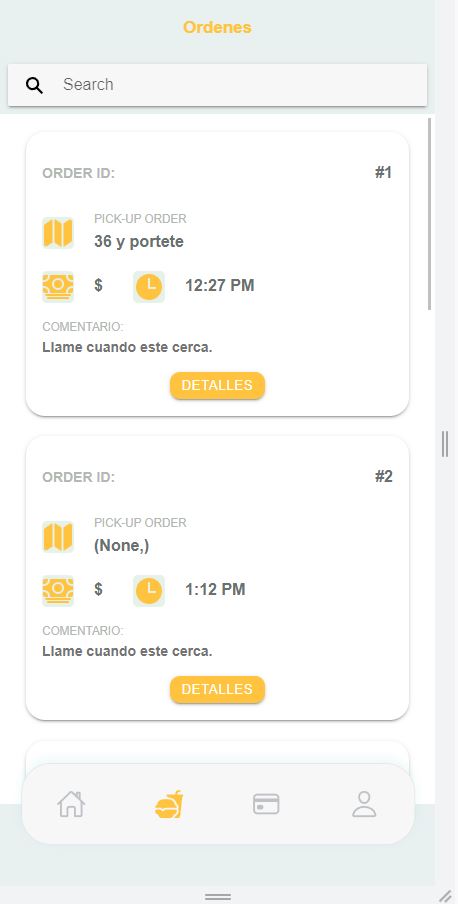 Ordenes
Search
ORDER ID: #1
PICK-UP ORDER
36 y portete
$ 12:27 PM
COMENTARIO:
Llame cuando este cerca.
DETALLES
ORDER ID: #2
PICK-UP ORDER
(None,)
$ 1:12 PM
COMENTARIO:
Llame cuando este cerca.
DETALLES